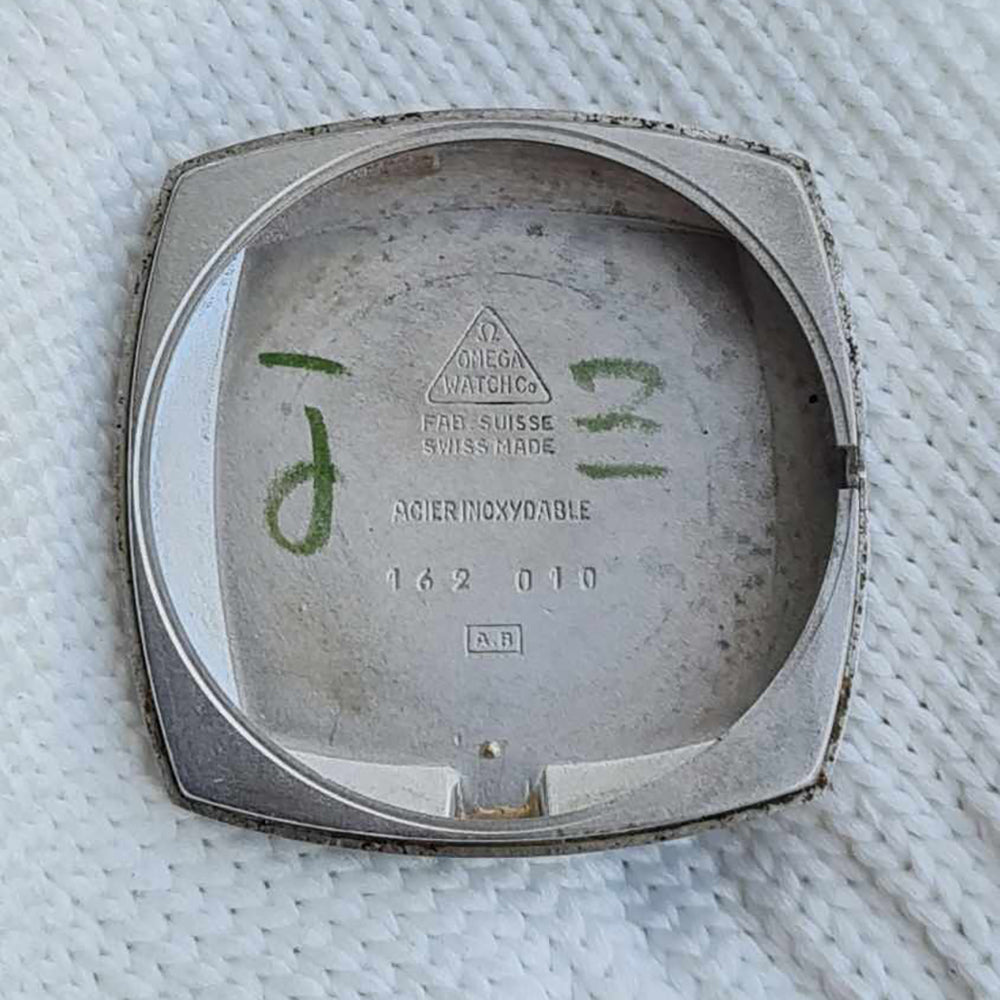 Ω
OMEGA
WATCH Co
FAB. SUISSE
SWISS MADE
ACIER INOXYDABLE
162 010
A.B